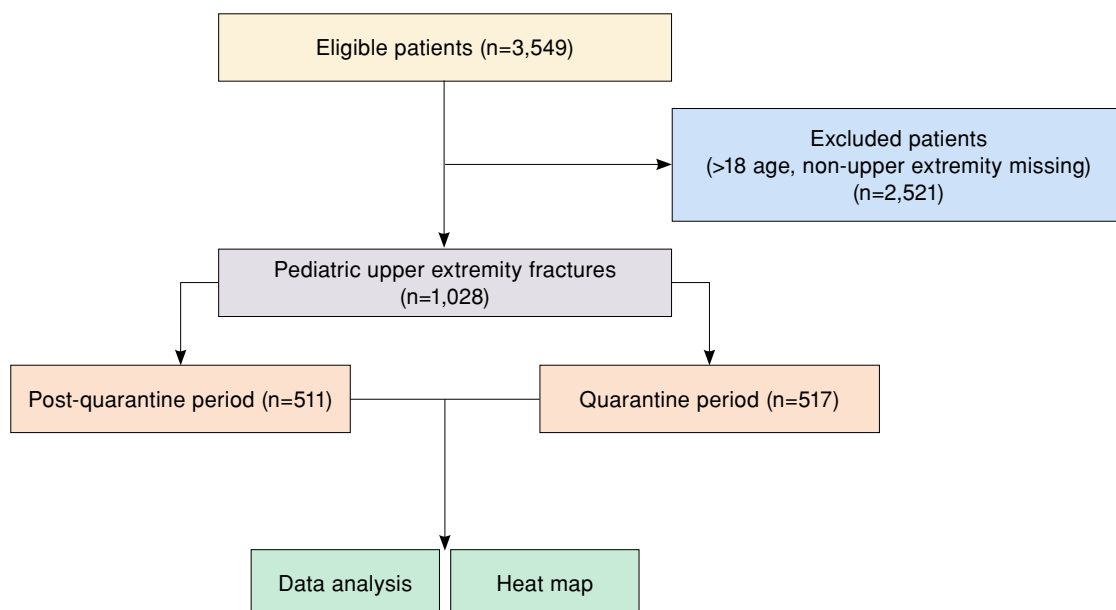 Eligible patients (n=3,549)
Excluded patients
(>18 age, non-upper extremity missing)
(n=2,521)
Pediatric upper extremity fractures
(n=1,028)
Post-quarantine period (n=511)
Quarantine period (n=517)
Data analysis
Heat map